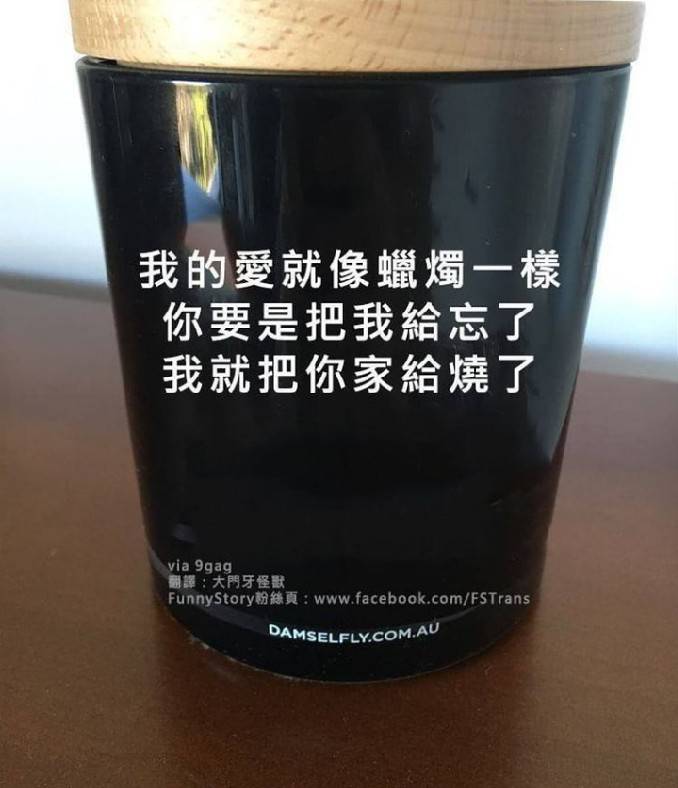 我的愛就像蠟燭一樣
你要是把我給忘了
我就把你家給燒了
via 9gag
翻譯：大門牙怪獸
FunnyStory粉絲頁：www.facebook.com/FSTrans
DAMSELFLY.COM.AU